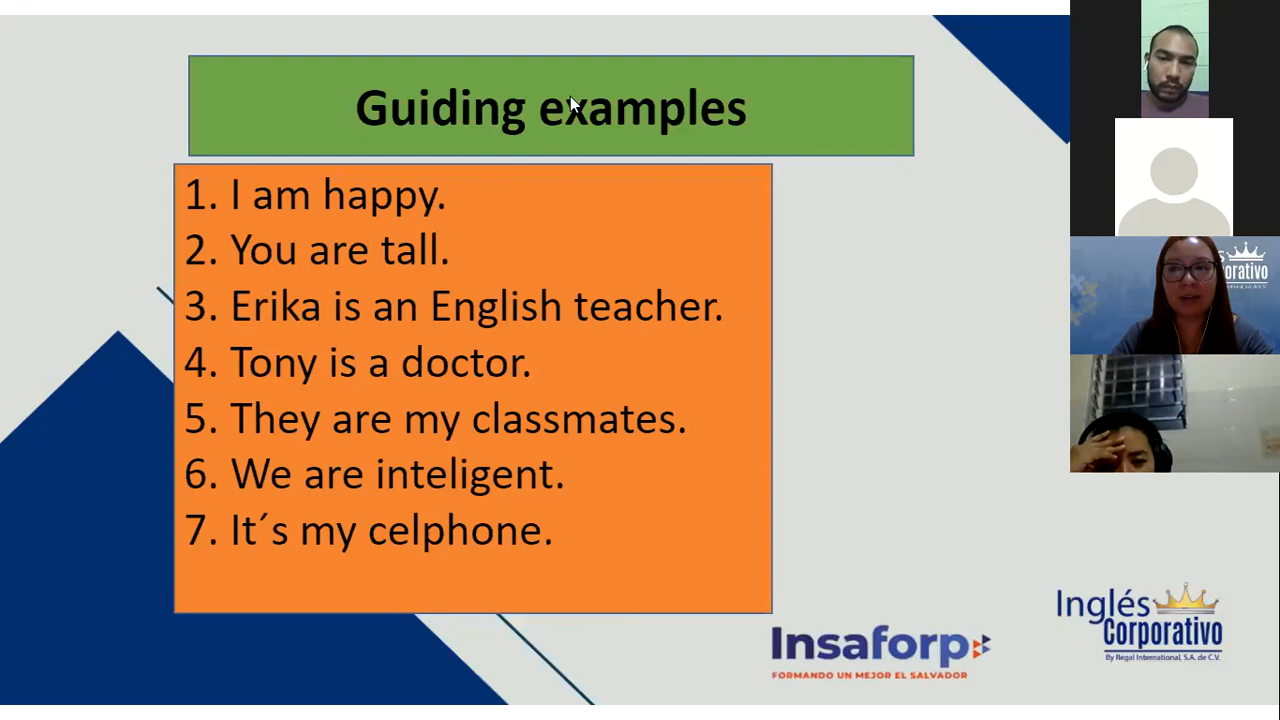 Guiding examples
1. I am happy.
2. You are tall.
3. Erika is an English teacher.
4. Tony is a doctor.
5. They are my classmates.
6. We are inteligent.
7. It´s my celphone.
Insaforp
FORMANDO UN MEJOR EL SALVADOR
Inglés
Corporativo
By Regal International, S.A. de C.V.